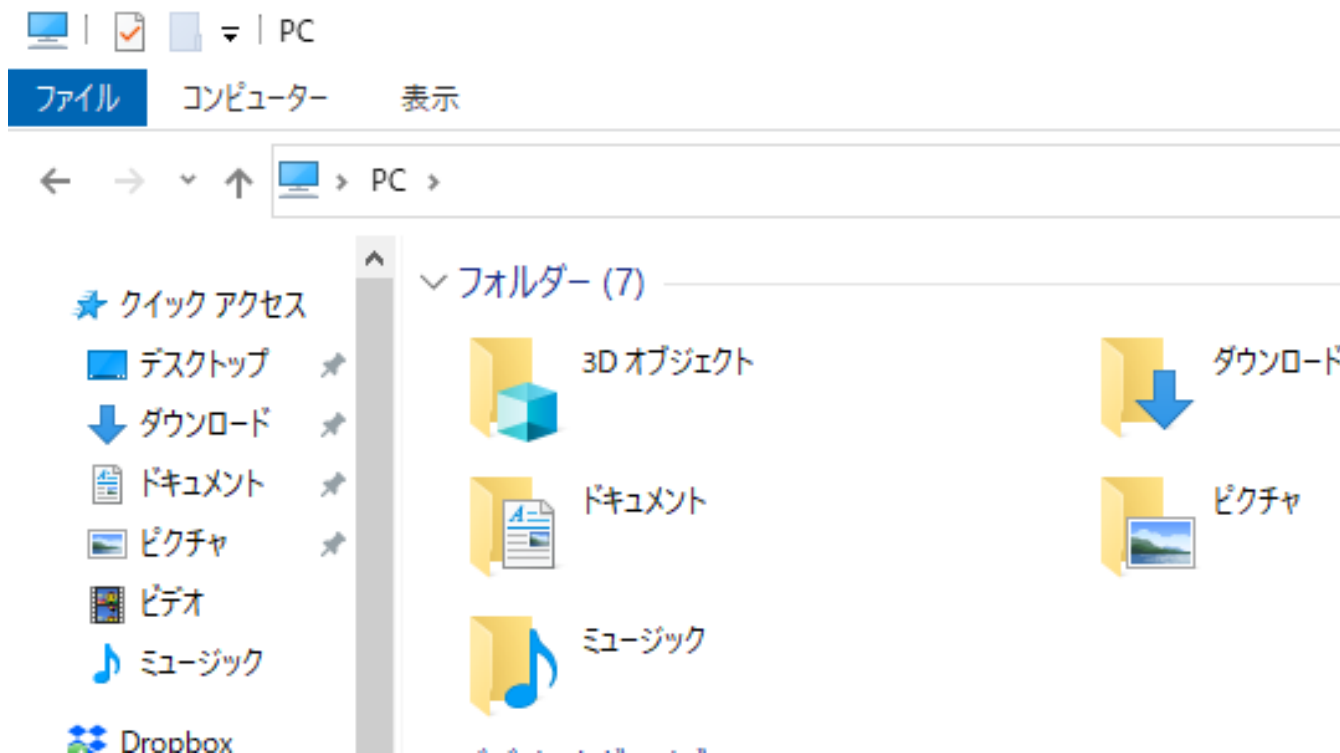 PC
ファイル コンピューター 表示
PC
クイック アクセス
デスクトップ
ダウンロード
ドキュメント
ピクチャ
ビデオ
ミュージック
Dropbox
フォルダー (7)
3D オブジェクト ダウンロード
ドキュメント ピクチャ
ミュージック